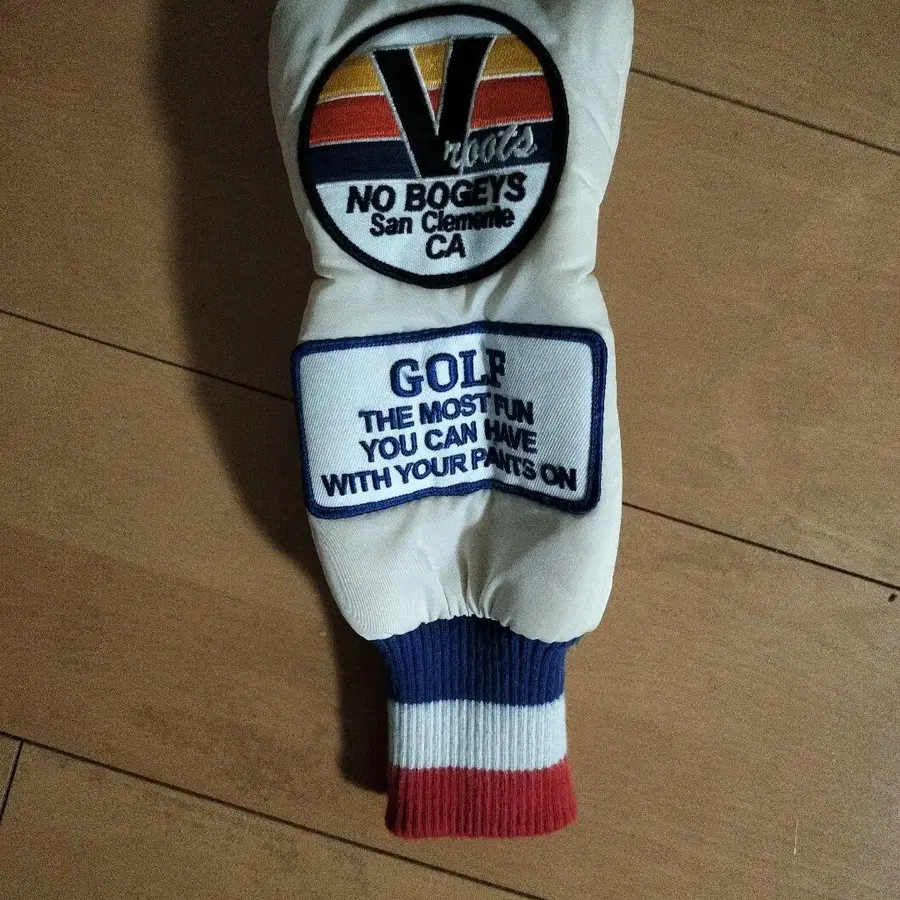 V
roots
NO BOGEYS
San Clemente
CA
GOLF
THE MOST FUN
YOU CAN HAVE
WITH YOUR PANTS ON